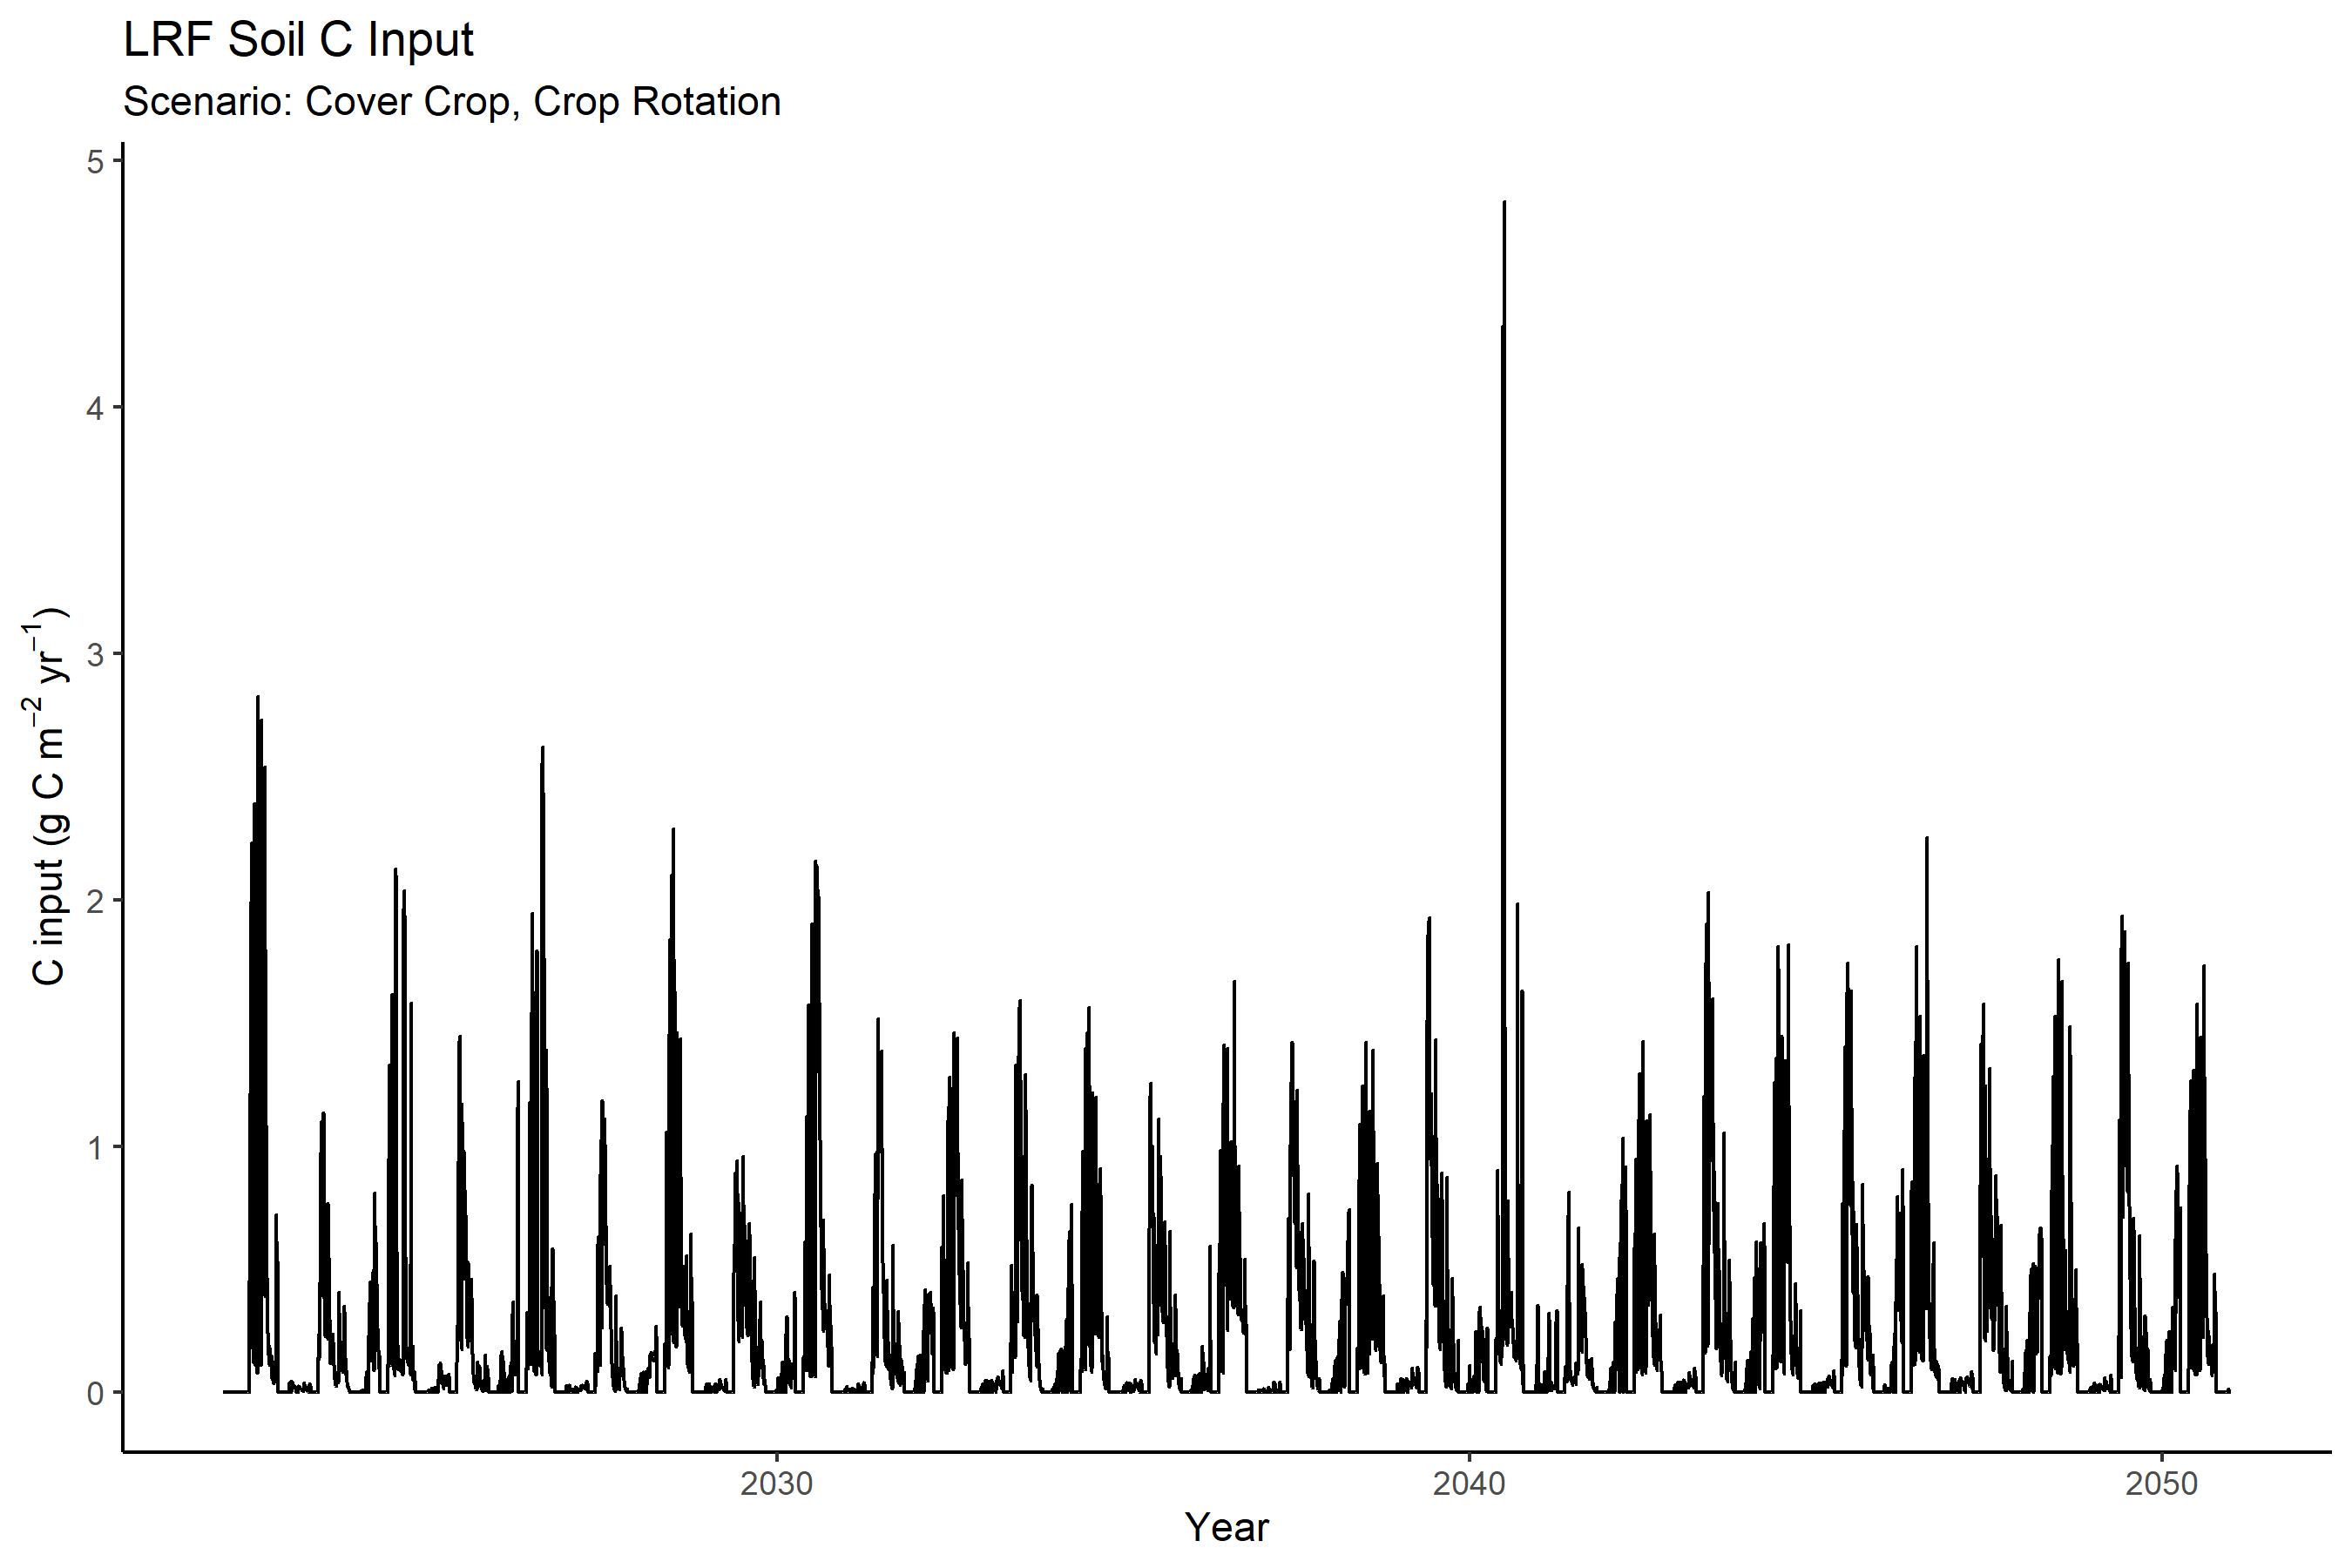 LRF Soil C Input
Scenario: Cover Crop, Crop Rotation
5
4
3
2
1
0
C input (g C m⁻² yr⁻¹)
2030
2040
2050
Year